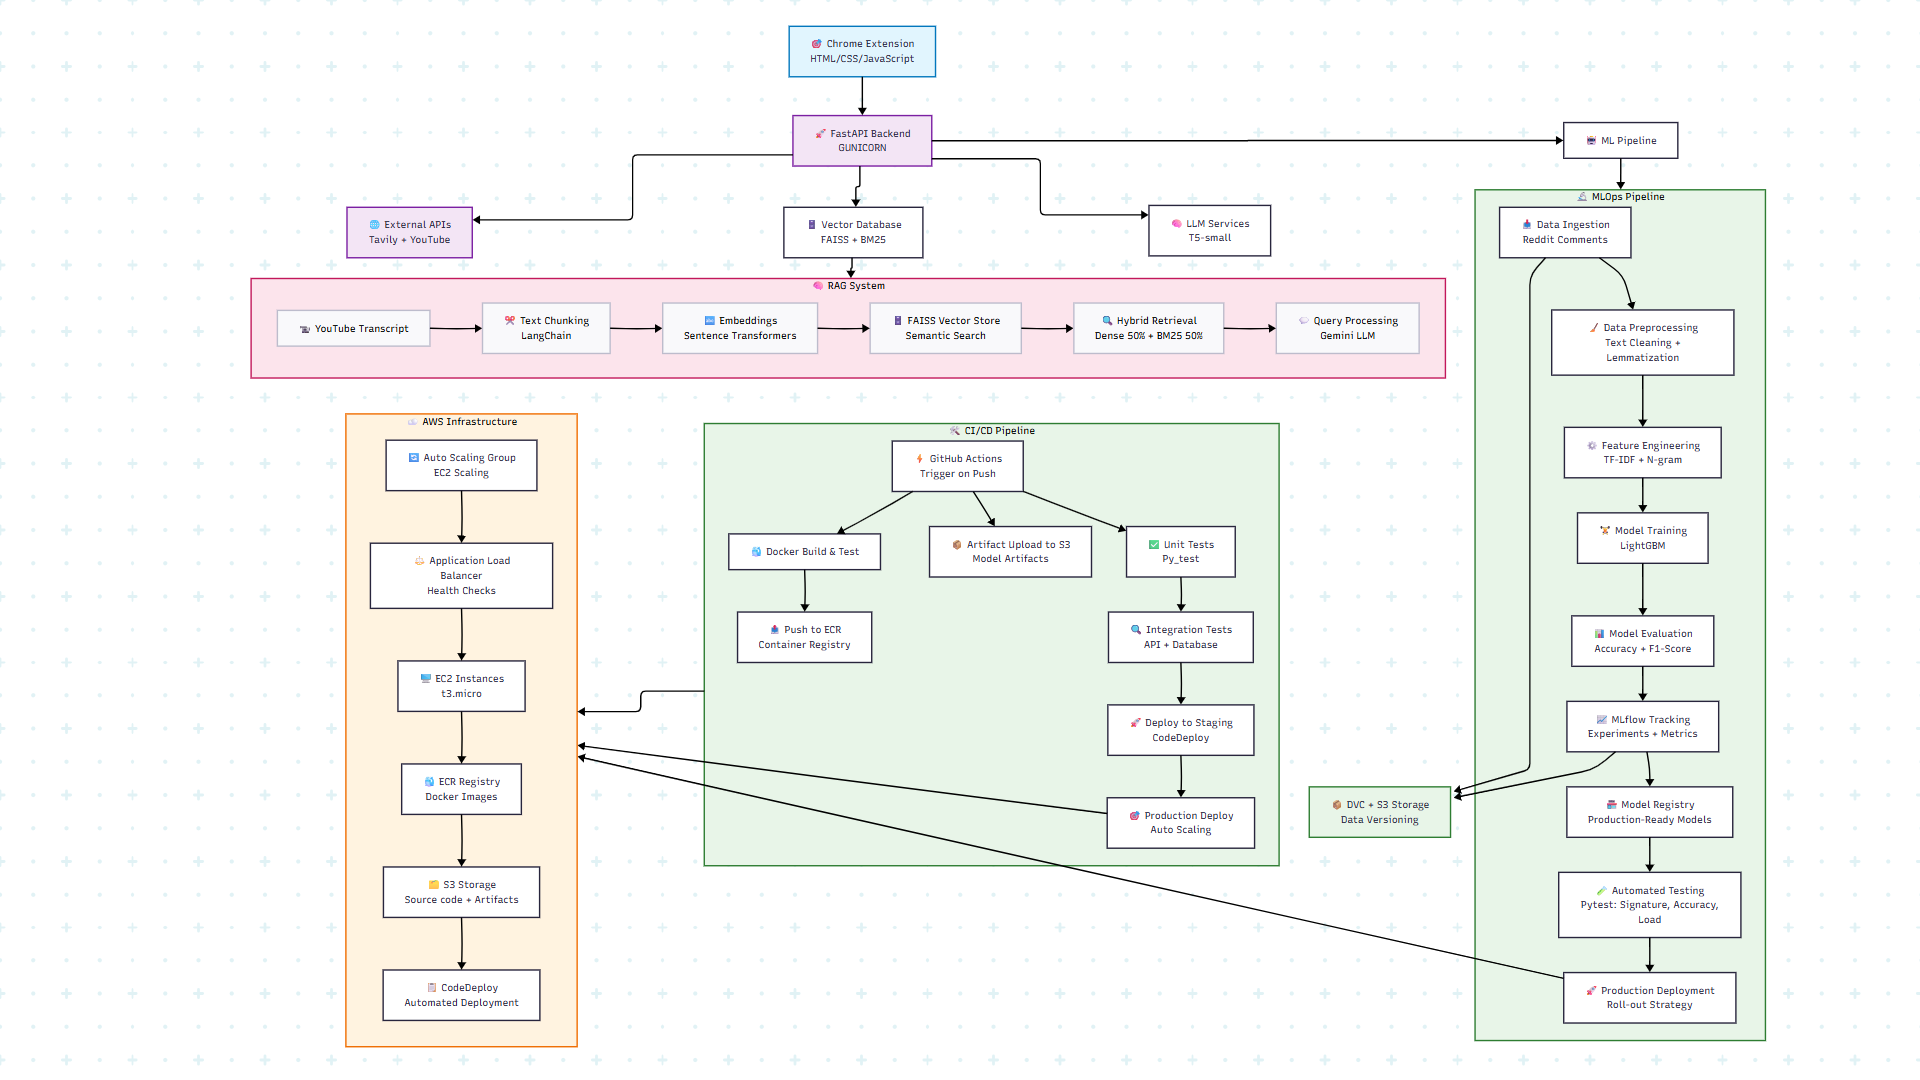 Chrome Extension
HTML/CSS/JavaScript
FastAPI Backend
GUNICORN
ML Pipeline
External APIs
Tavily + YouTube
Vector Database
FAISS + BM25
LLM Services
T5-small
RAG System
YouTube Transcript
Text Chunking
LangChain
Embeddings
Sentence Transformers
FAISS Vector Store
Semantic Search
Hybrid Retrieval
Dense 50% + BM25 50%
Query Processing
Gemini LLM
AWS Infrastructure
Auto Scaling Group
EC2 Scaling
Application Load
Balancer
Health Checks
EC2 Instances
t3.micro
ECR Registry
Docker Images
S3 Storage
Source code + Artifacts
CodeDeploy
Automated Deployment
CI/CD Pipeline
GitHub Actions
Trigger on Push
Docker Build & Test
Artifact Upload to S3
Model Artifacts
Unit Tests
Py_test
Push to ECR
Container Registry
Integration Tests
API + Database
Deploy to Staging
CodeDeploy
Production Deploy
Auto Scaling
DVC + S3 Storage
Data Versioning
MLOps Pipeline
Data Ingestion
Reddit Comments
Data Preprocessing
Text Cleaning +
Lemmatization
Feature Engineering
TF-IDF + N-gram
Model Training
LightGBM
Model Evaluation
Accuracy + F1-Score
MLflow Tracking
Experiments + Metrics
Model Registry
Production-Ready Models
Automated Testing
Pytest: Signature, Accuracy,
Load
Production Deployment
Roll-out Strategy